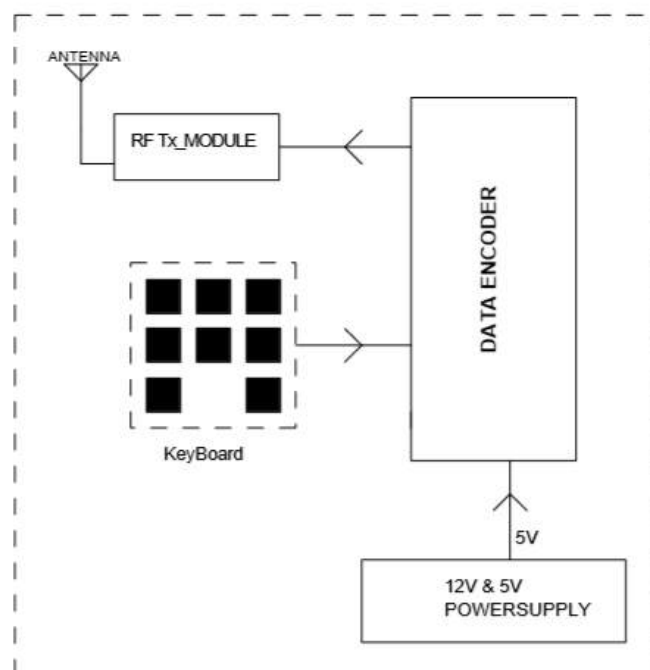 ANTENNA
RF Tx_MODULE
DATA ENCODER
KeyBoard
5V
12V & 5V
POWERSUPPLY